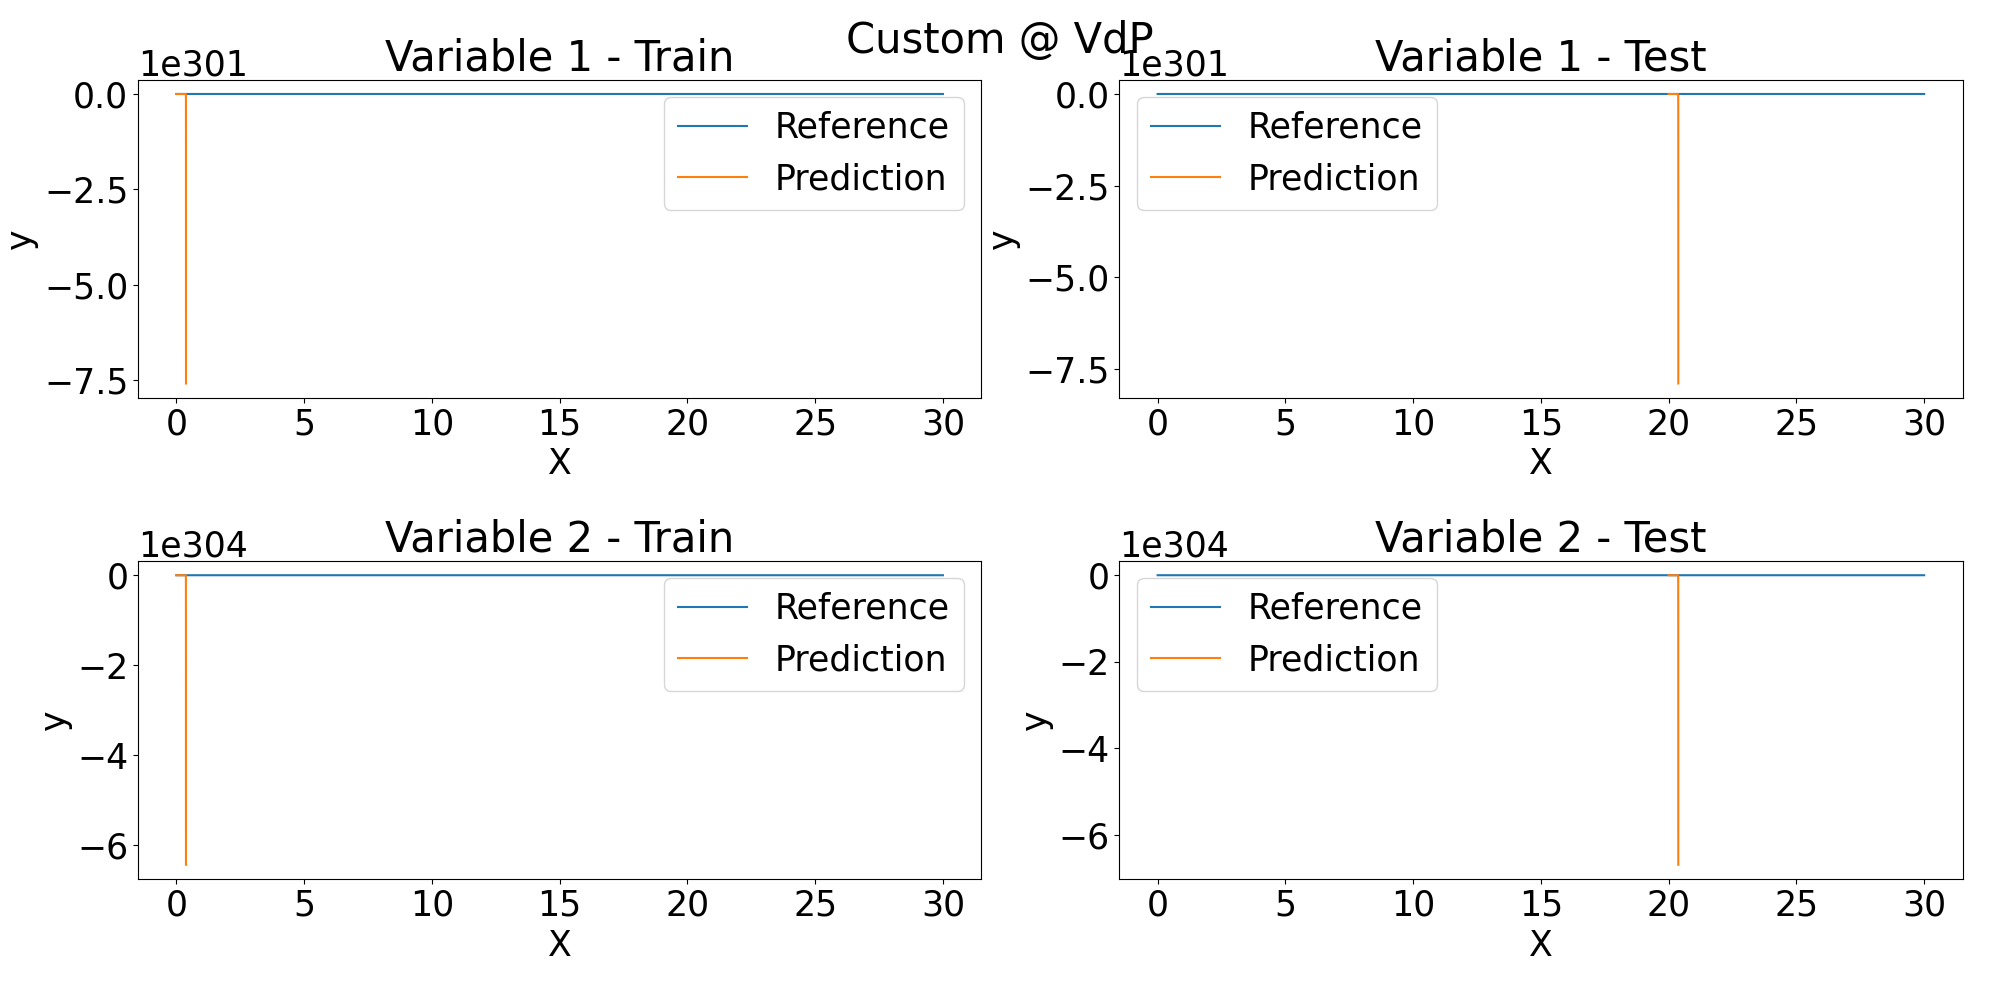 Custom @ VdP
Variable 1 - Train
1e301
0.0
−2.5
−5.0
−7.5
y
Reference
Prediction
0 5 10 15 20 25 30
X
Variable 1 - Test
1e301
0.0
−2.5
−5.0
−7.5
y
Reference
Prediction
0 5 10 15 20 25 30
X
Variable 2 - Train
1e304
0
−2
−4
−6
y
Reference
Prediction
0 5 10 15 20 25 30
X
Variable 2 - Test
1e304
0
−2
−4
−6
y
Reference
Prediction
0 5 10 15 20 25 30
X